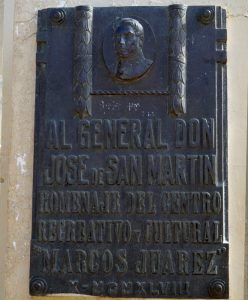 AL GENERAL DON
JOSE DE SAN MARTIN
HOMENAJE DEL CENTRO
RECREATIVO Y CULTURAL
"MARCOS JUAREZ"
X-MCMXLVIII